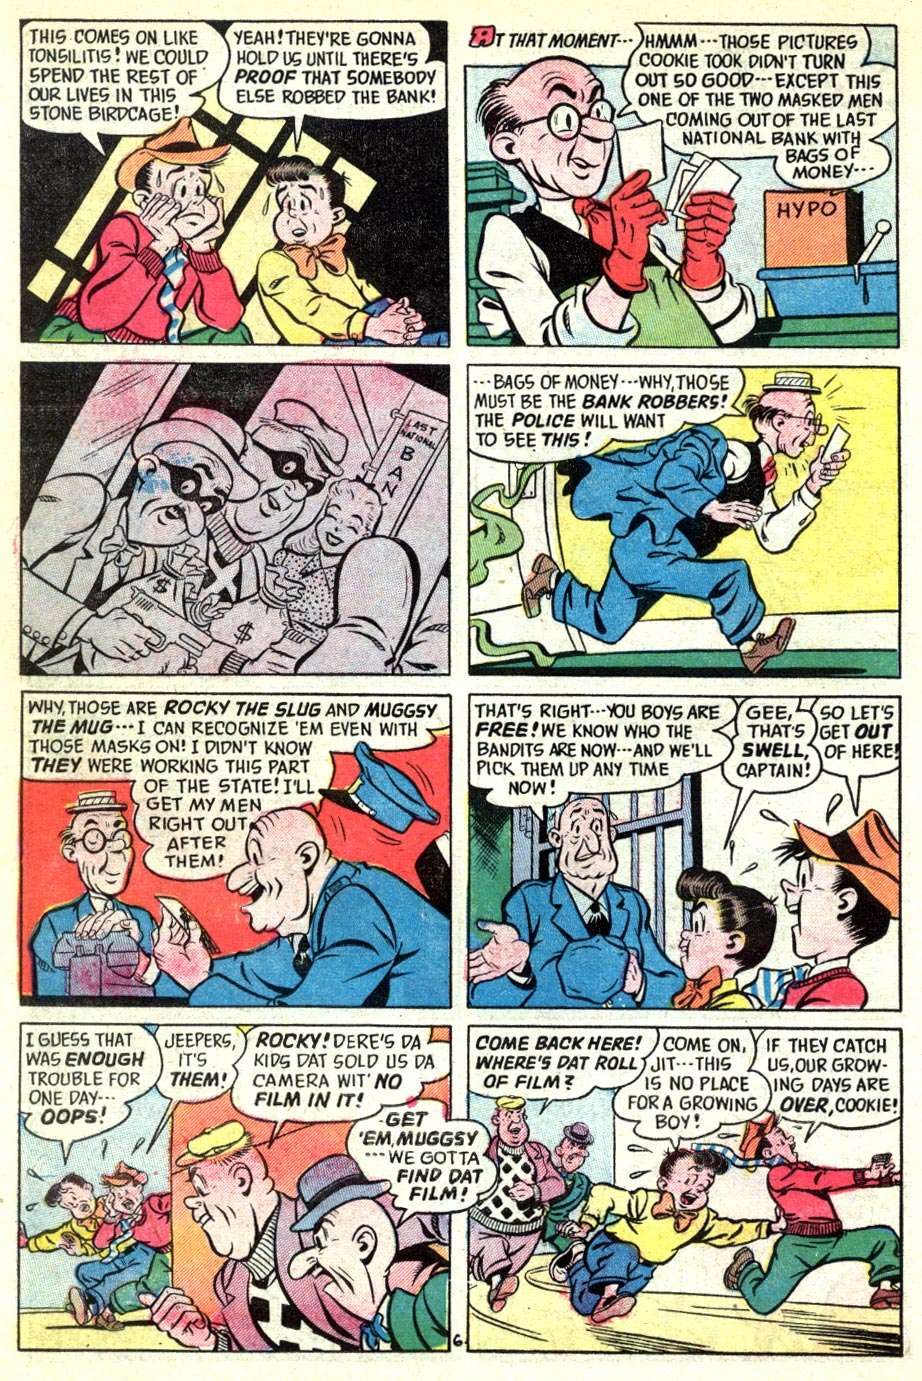 THIS COMES ON LIKE
TONSILITIS! WE COULD
SPEND THE REST OF
OUR LIVES IN THIS
STONE BIRDCAGE!
YEAH! THEY'RE GONNA
HOLD US UNTIL THERE'S
PROOF THAT SOMEBODY
ELSE ROBBED THE BANK!
AT THAT MOMENT---
HMMM---THOSE PICTURES
COOKIE TOOK DIDN'T TURN
OUT SO GOOD---EXCEPT THIS
ONE OF THE TWO MASKED MEN
COMING OUT OF THE LAST
NATIONAL BANK WITH
BAGS OF
MONEY---
HYPO
LAST
NATIONAL
BANK
$
$
---BAGS OF MONEY---WHY, THOSE
MUST BE THE BANK ROBBERS!
THE POLICE WILL WANT
TO SEE THIS!
WHY, THOSE ARE ROCKY THE SLUG AND MUGGSY
THE MUG---I CAN RECOGNIZE 'EM EVEN WITH
THOSE MASKS ON! I DIDN'T KNOW
THEY WERE WORKING THIS PART
OF THE STATE! I'LL
GET MY MEN
RIGHT OUT
AFTER
THEM!
THAT'S RIGHT---YOU BOYS ARE
FREE! WE KNOW WHO THE
BANDITS ARE NOW---AND WE'LL
PICK THEM UP ANY TIME
NOW!
GEE,
THAT'S
SWELL,
CAPTAIN!
SO LET'S
GET OUT
OF HERE!
I GUESS THAT
WAS ENOUGH
TROUBLE FOR
ONE DAY---
OOPS!
JEEPERS,
IT'S
THEM!
ROCKY! DERE'S DA
KIDS DAT SOLD US DA
CAMERA WIT' NO
FILM IN IT!
GET
'EM, MUGGSY
---WE GOTTA
FIND DAT
FILM!
6
COME BACK HERE!
WHERE'S DAT ROLL
OF FILM?
COME ON,
JIT---THIS
IS NO PLACE
FOR A GROWING
BOY!
IF THEY CATCH
US, OUR GROW-
ING DAYS ARE
OVER, COOKIE!